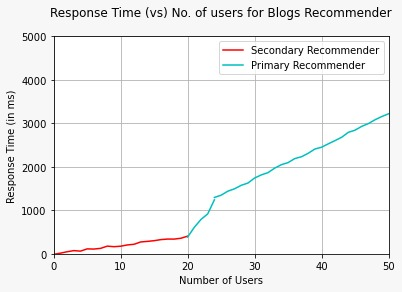 Response Time (vs) No. of users for Blogs Recommender
Secondary Recommender
Primary Recommender
5000
4000
3000
2000
1000
0
Response Time (in ms)
0 10 20 30 40 50
Number of Users